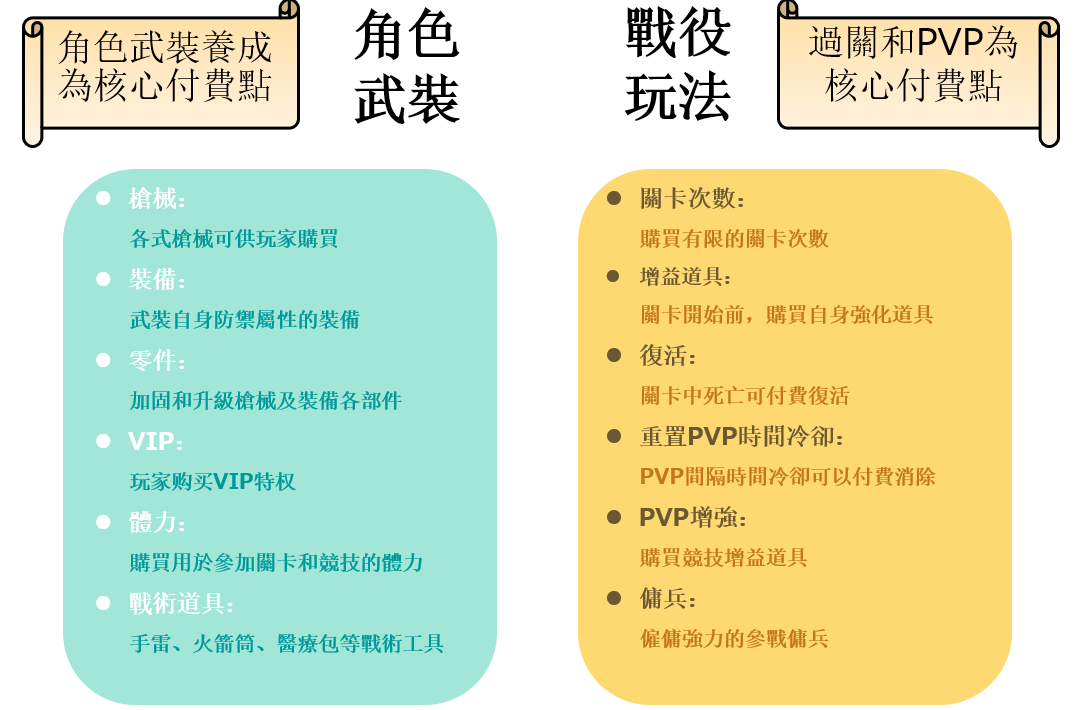 角色武裝養成
為核心付費點
角色
武裝
戰役
玩法
過關和PVP為
核心付費點
槍械：
各式槍械可供玩家購買
裝備：
武裝自身防禦屬性的裝備
零件：
加固和升級槍械及裝備各部件
VIP：
玩家购买VIP特权
體力：
購買用於參加關卡和競技的體力
戰術道具：
手雷、火箭筒、醫療包等戰術工具
關卡次數：
購買有限的關卡次數
增益道具：
關卡開始前，購買自身強化道具
復活：
關卡中死亡可付費復活
重置PVP時間冷卻：
PVP間隔時間冷卻可以付費消除
PVP增強：
購買競技增益道具
傭兵：
僱傭強力的參戰傭兵